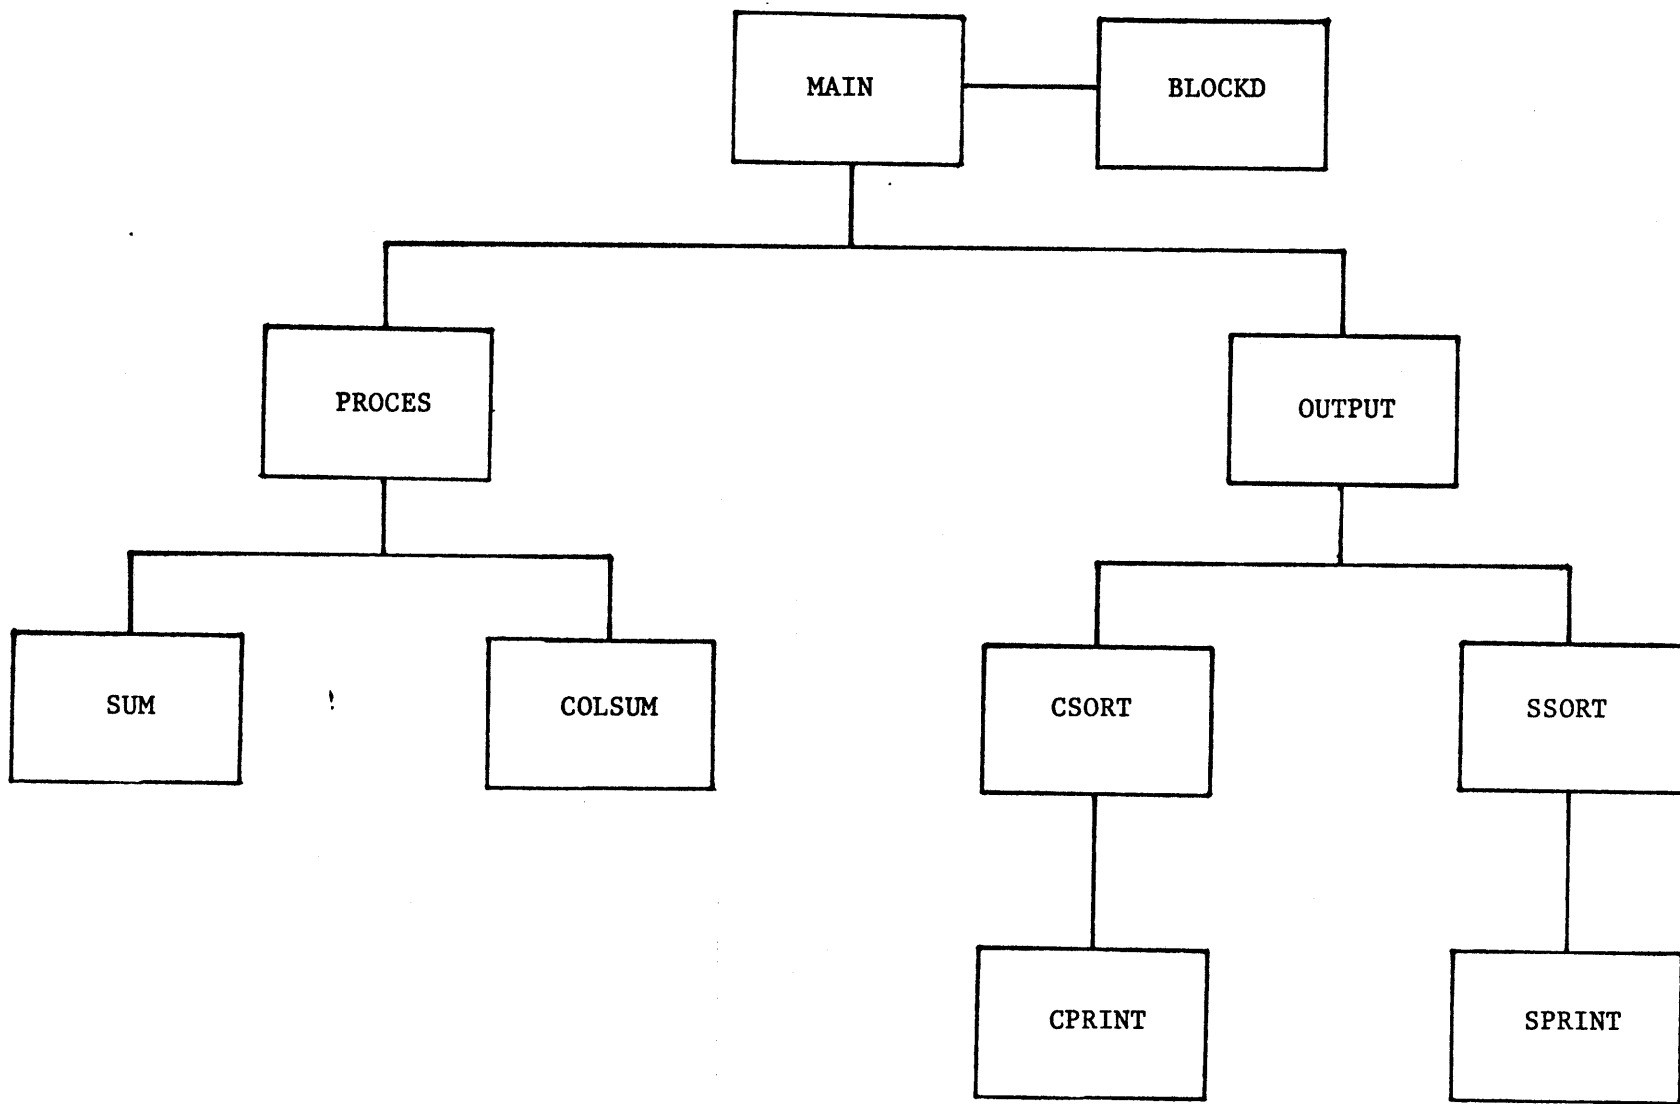 MAIN
BLOCKD
PROCES
OUTPUT
SUM
COLSUM
CSORT
SSORT
CPRINT
SPRINT